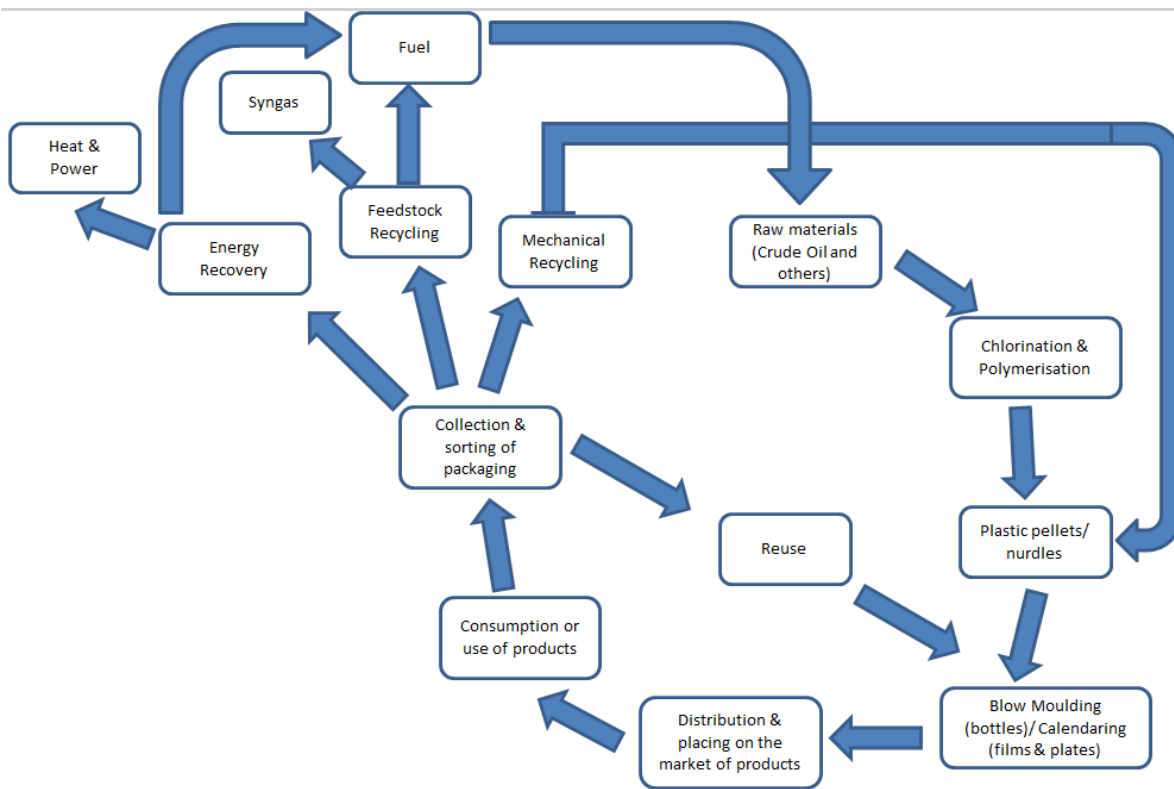 Fuel
Syngas
Heat &
Power
Feedstock
Recycling
Mechanical
Recycling
Energy
Recovery
Raw materials
(Crude Oil and
others)
Chlorination &
Polymerisation
Collection &
sorting of
packaging
Reuse
Plastic pellets/
nurdles
Consumption or
use of products
Distribution &
placing on the
market of products
Blow Moulding
(bottles)/ Calendaring
(films & plates)